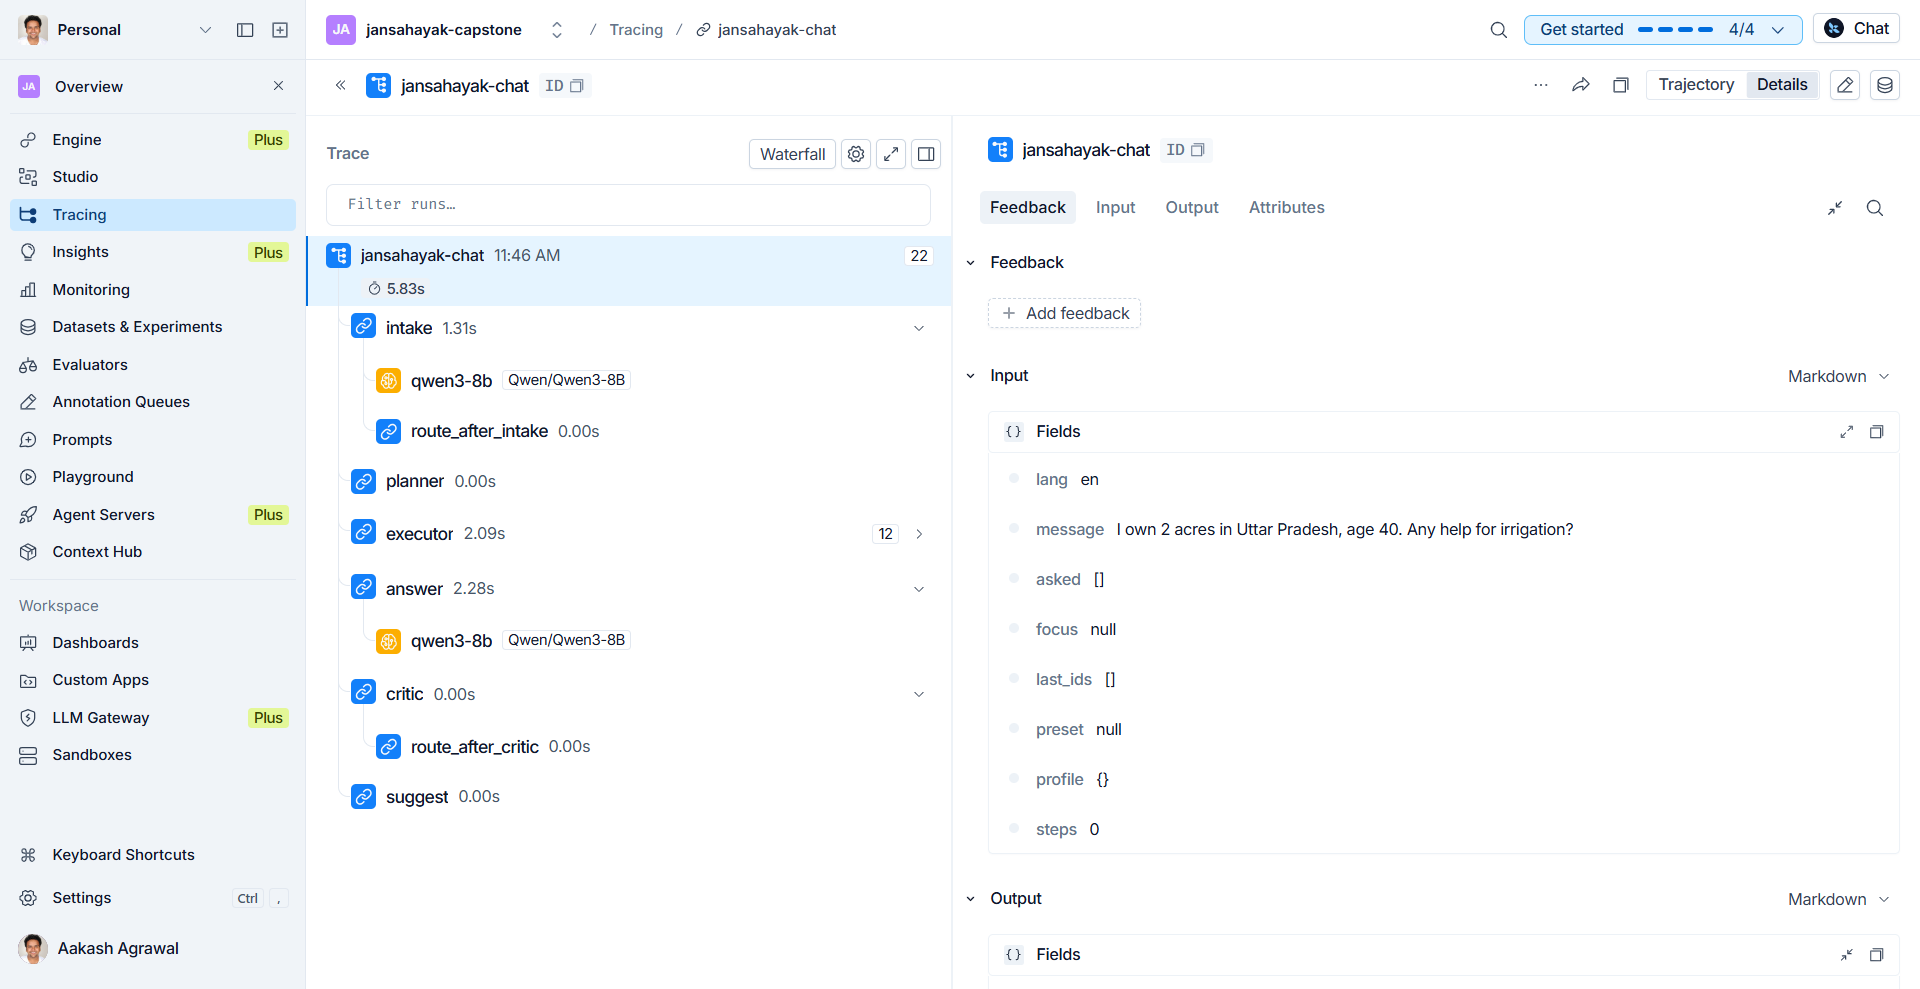 Personal
JA
Overview
Engine
Plus
Studio
Tracing
Insights
Plus
Monitoring
Datasets & Experiments
Evaluators
Annotation Queues
Prompts
Playground
Agent Servers
Plus
Context Hub
Workspace
Dashboards
Custom Apps
LLM Gateway
Plus
Sandboxes
Keyboard Shortcuts
Settings
Ctrl ,
Aakash Agrawal
JA jansahayak-capstone / Tracing / jansahayak-chat
Get started 4/4
Chat
jansahayak-chat ID
Trajectory Details
Trace
Waterfall
Filter runs…
jansahayak-chat 11:46 AM 22
5.83s
intake 1.31s
qwen3-8b Qwen/Qwen3-8B
route_after_intake 0.00s
planner 0.00s
executor 2.09s 12
answer 2.28s
qwen3-8b Qwen/Qwen3-8B
critic 0.00s
route_after_critic 0.00s
suggest 0.00s
jansahayak-chat ID
Feedback Input Output Attributes
Feedback
+ Add feedback
Input Markdown
{} Fields
lang en
message I own 2 acres in Uttar Pradesh, age 40. Any help for irrigation?
asked []
focus null
last_ids []
preset null
profile {}
steps 0
Output Markdown
{} Fields